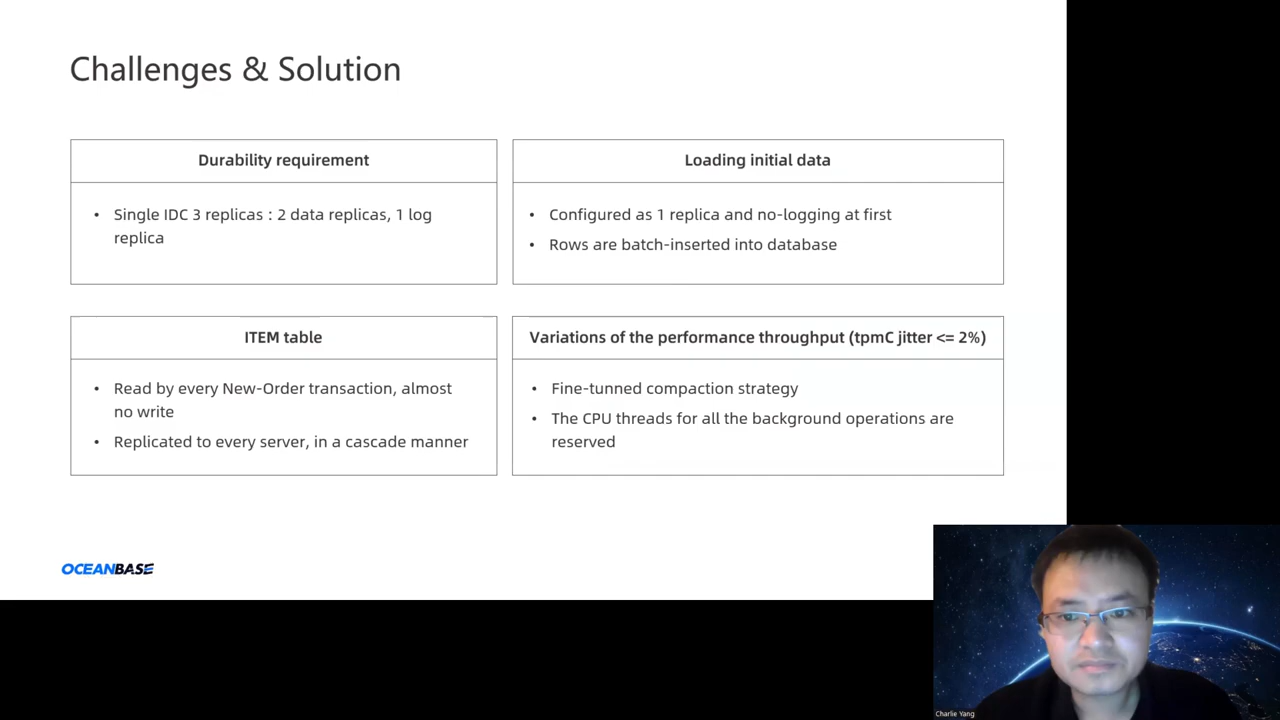 Challenges & Solution
Durability requirement
• Single IDC 3 replicas : 2 data replicas, 1 log
replica
Loading initial data
• Configured as 1 replica and no-logging at first
• Rows are batch-inserted into database
ITEM table
• Read by every New-Order transaction, almost
no write
• Replicated to every server, in a cascade manner
Variations of the performance throughput (tpmC jitter <= 2%)
• Fine-tunned compaction strategy
• The CPU threads for all the background operations are
reserved
OCEANBASE
Charlie Yang